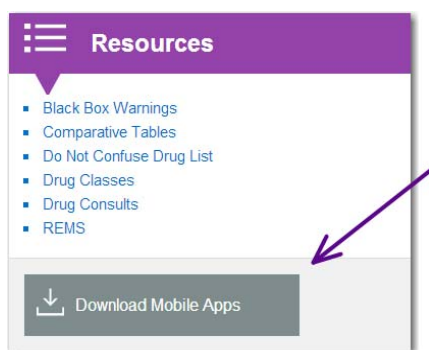 Resources
Black Box Warnings
Comparative Tables
Do Not Confuse Drug List
Drug Classes
Drug Consults
REMS
Download Mobile Apps